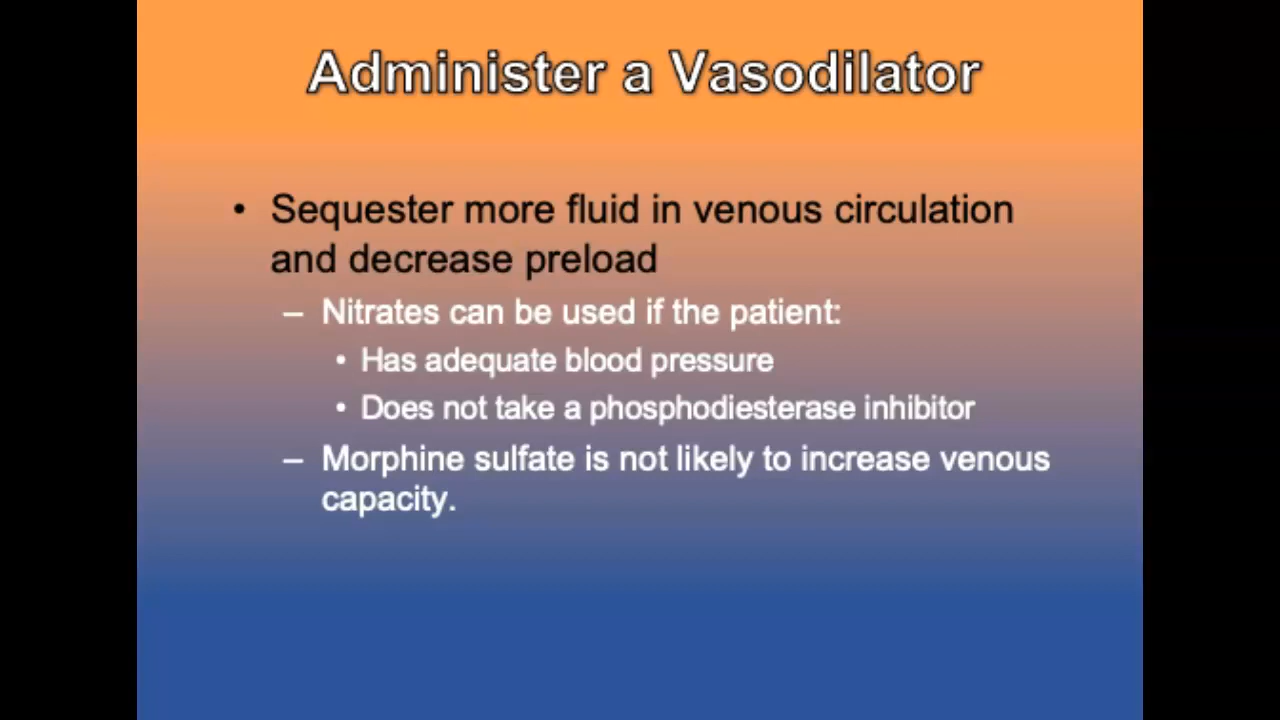 Administer a Vasodilator
• Sequester more fluid in venous circulation
and decrease preload
– Nitrates can be used if the patient:
• Has adequate blood pressure
• Does not take a phosphodiesterase inhibitor
– Morphine sulfate is not likely to increase venous
capacity.